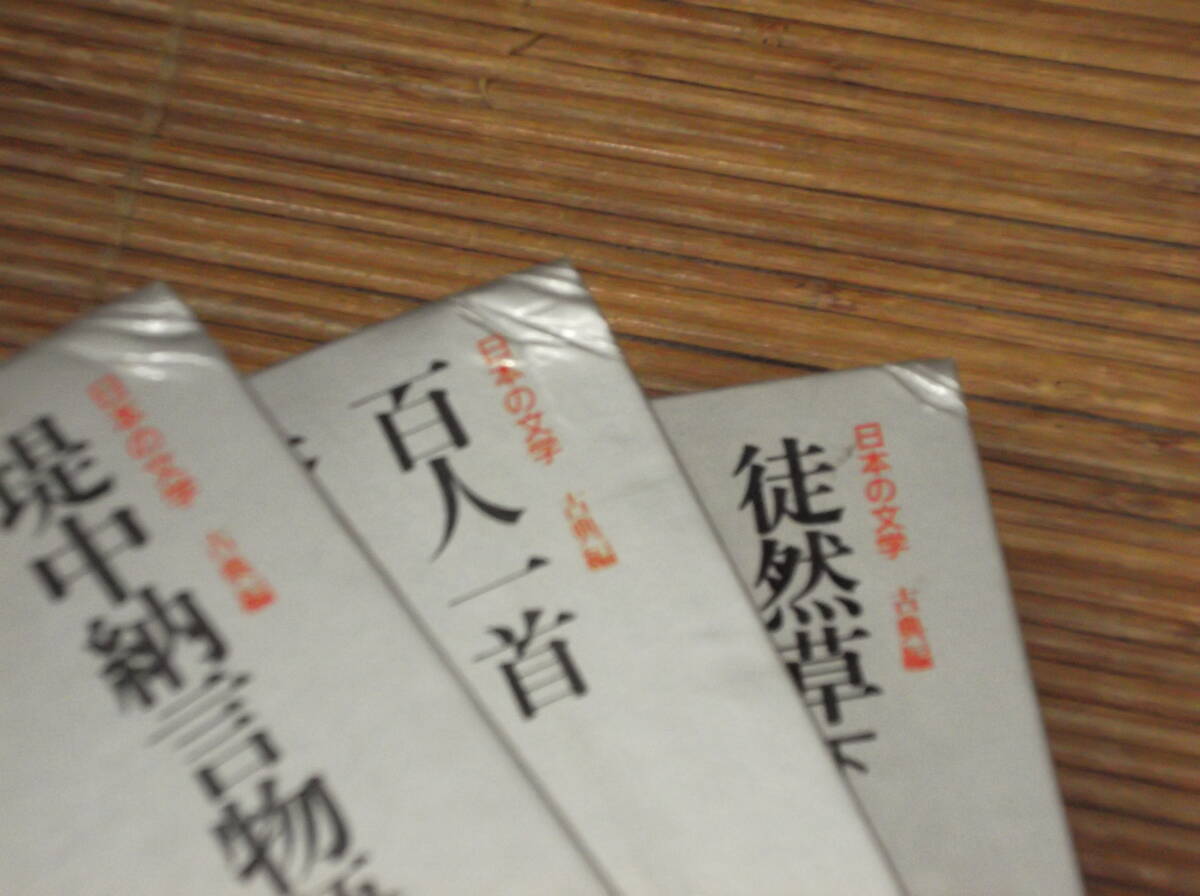 日本の文学 古典編
徒然草 下
日本の文学 古典編
百人一首
日本の文学 古典編
堤中納言物